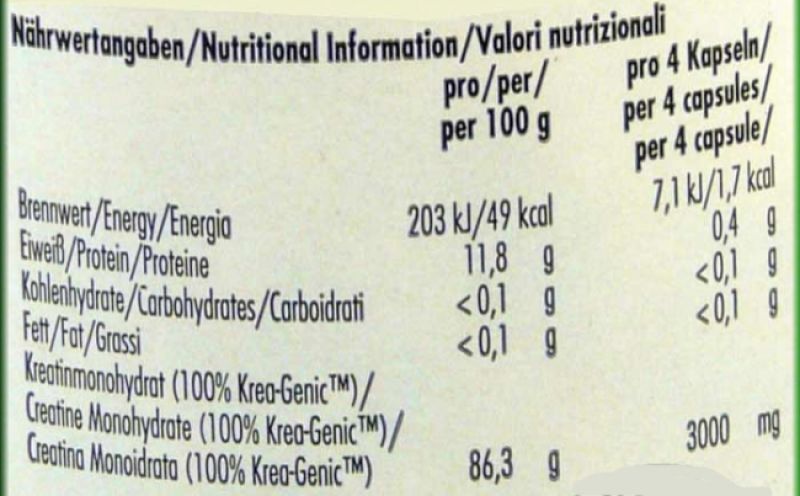 Nährwertangaben/Nutritional Information/Valori nutrizionali
pro/per/ pro 4 Kapseln/
per 100 g per 4 capsules/
per 4 capsule/
Brennwert/Energy/Energia 203 kJ/49 kcal 7,1 kJ/1,7 kcal
Eiweiß/Protein/Proteine 11,8 g 0,4 g
Kohlenhydrate/Carbohydrates/Carboidrati <0,1 g <0,1 g
Fett/Fat/Grassi <0,1 g <0,1 g
Kreatinmonohydrat (100% Krea-Genic™)/
Creatine Monohydrate (100% Krea-Genic™)/
Creatina Monoidrata (100% Krea-Genic™) 86,3 g 3000 mg